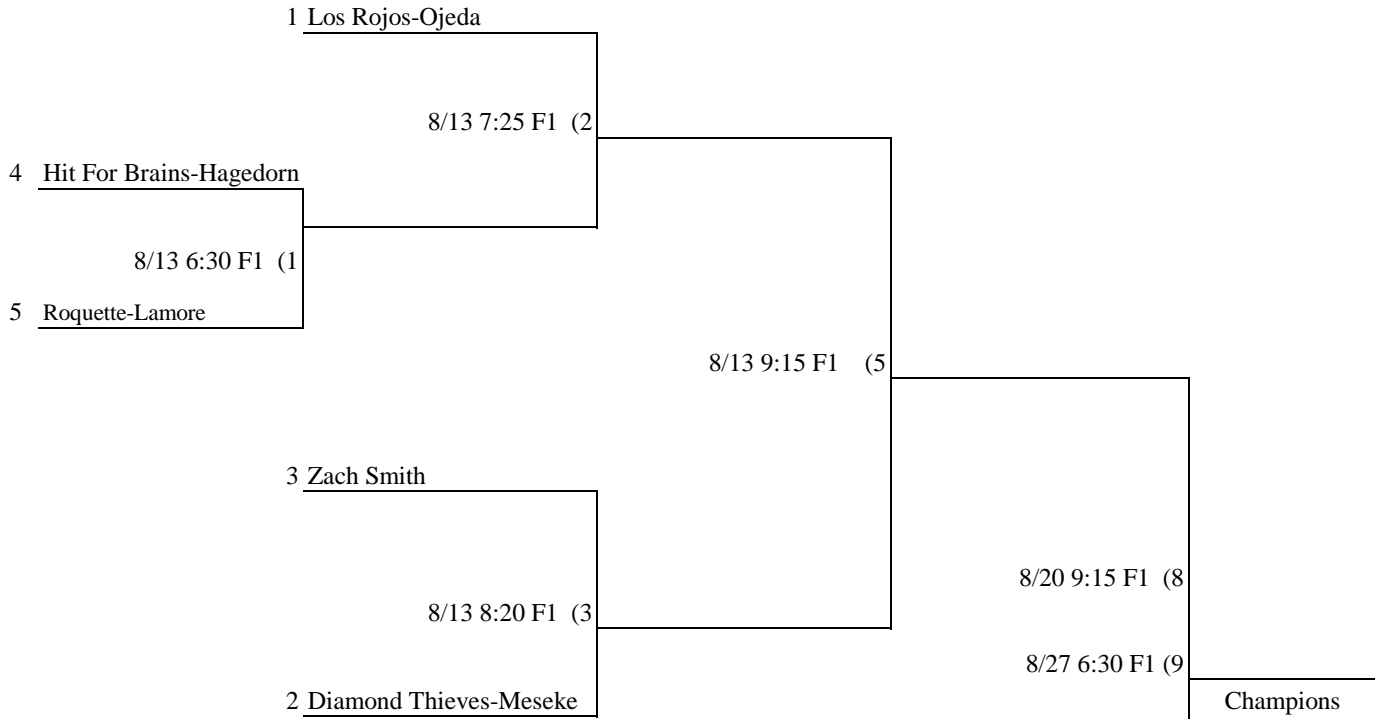 1 Los Rojos-Ojeda
8/13 7:25 F1 (2
4 Hit For Brains-Hagedorn
8/13 6:30 F1 (1
5 Roquette-Lamore
8/13 9:15 F1 (5
3 Zach Smith
8/20 9:15 F1 (8
8/13 8:20 F1 (3
8/27 6:30 F1 (9
2 Diamond Thieves-Meseke
Champions